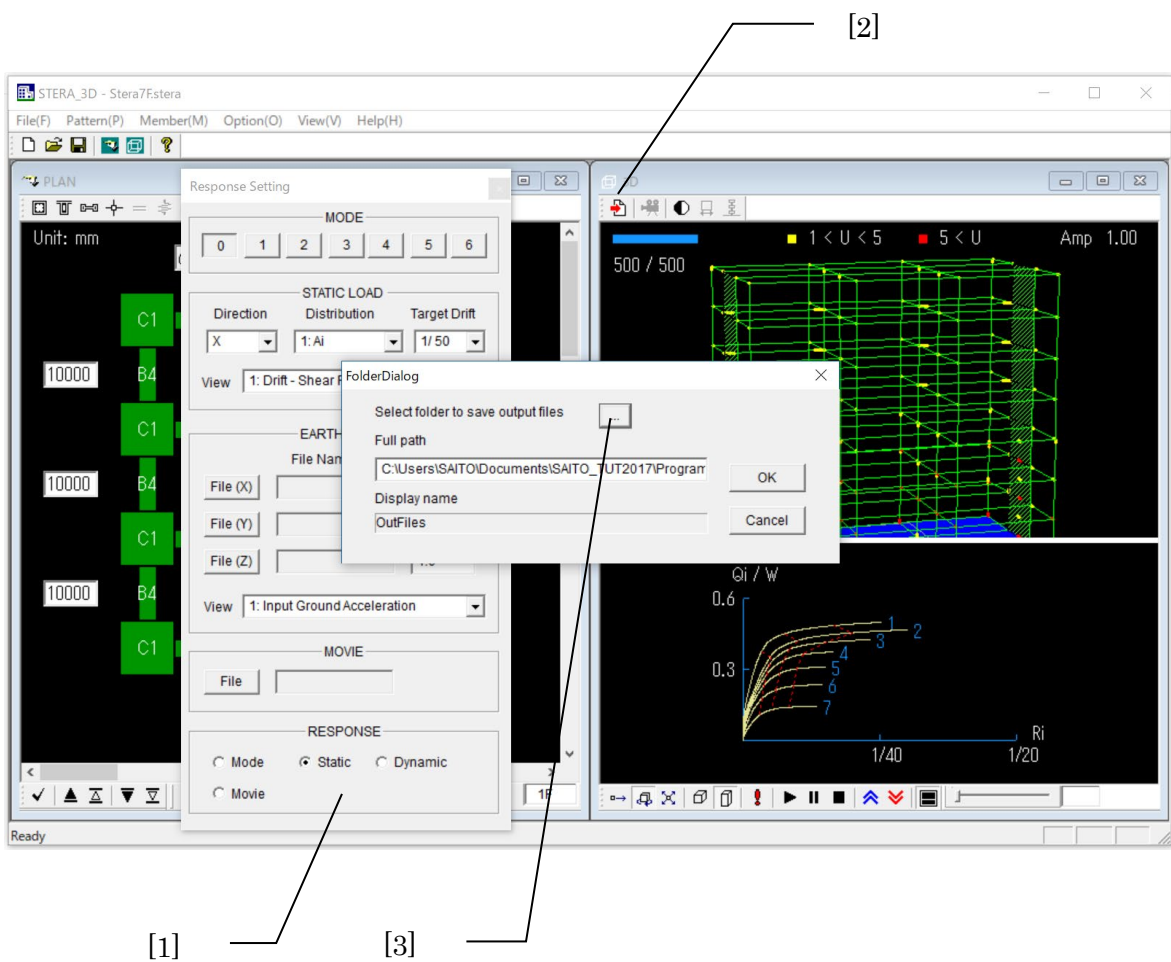 [2]
STERA_3D - Stera7F.stera
File(F) Pattern(P) Member(M) Option(O) View(V) Help(H)
PLAN
Unit: mm
C1
10000 B4
C1
10000 B4
C1
10000 B4
C1
1F
Response Setting
MODE
0 1 2 3 4 5 6
STATIC LOAD
Direction Distribution Target Drift
X 1: Ai 1/ 50
View 1: Drift - Shear
EARTH
File Nam
File (X)
File (Y)
File (Z)
View 1: Input Ground Acceleration
MOVIE
File
RESPONSE
Mode Static Dynamic
Movie
FolderDialog
Select folder to save output files ...
Full path
C:\Users\SAITO\Documents\SAITO_TUT2017\Program
OK
Display name
OutFiles
Cancel
1 < U < 5 5 < U Amp 1.00
500 / 500
Qi / W
0.6
0.3
1
2
3
4
5
6
7
Ri
1/40 1/20
Ready
[1] [3]